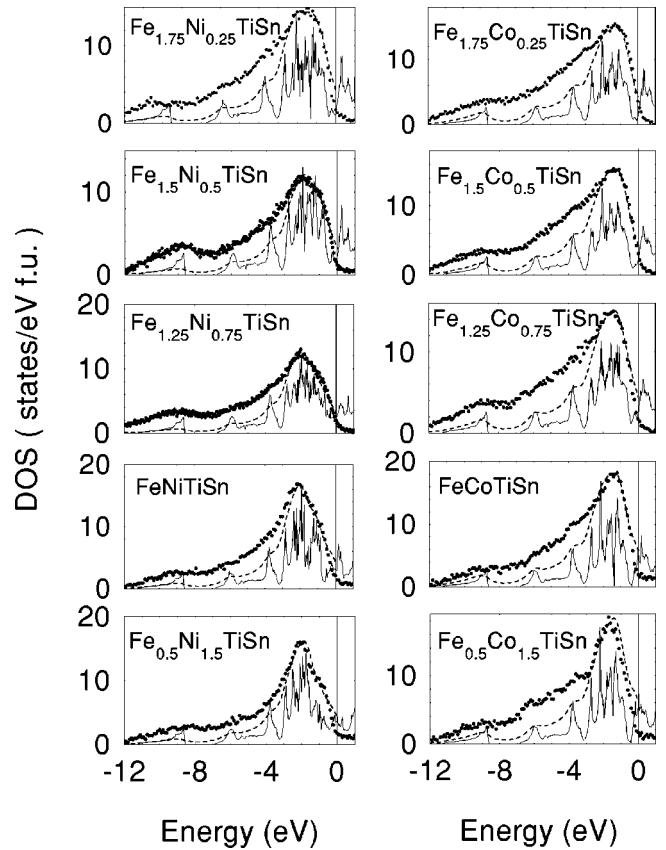 DOS ( states/eV f.u. )
Fe1.75Ni0.25TiSn
10
0
Fe1.5Ni0.5TiSn
10
0
20
Fe1.25Ni0.75TiSn
10
0
20
FeNiTiSn
10
0
20
Fe0.5Ni1.5TiSn
10
0
-12 -8 -4 0
Energy (eV)
Fe1.75Co0.25TiSn
10
0
Fe1.5Co0.5TiSn
10
0
Fe1.25Co0.75TiSn
10
0
20
FeCoTiSn
10
0
Fe0.5Co1.5TiSn
10
0
-12 -8 -4 0
Energy (eV)